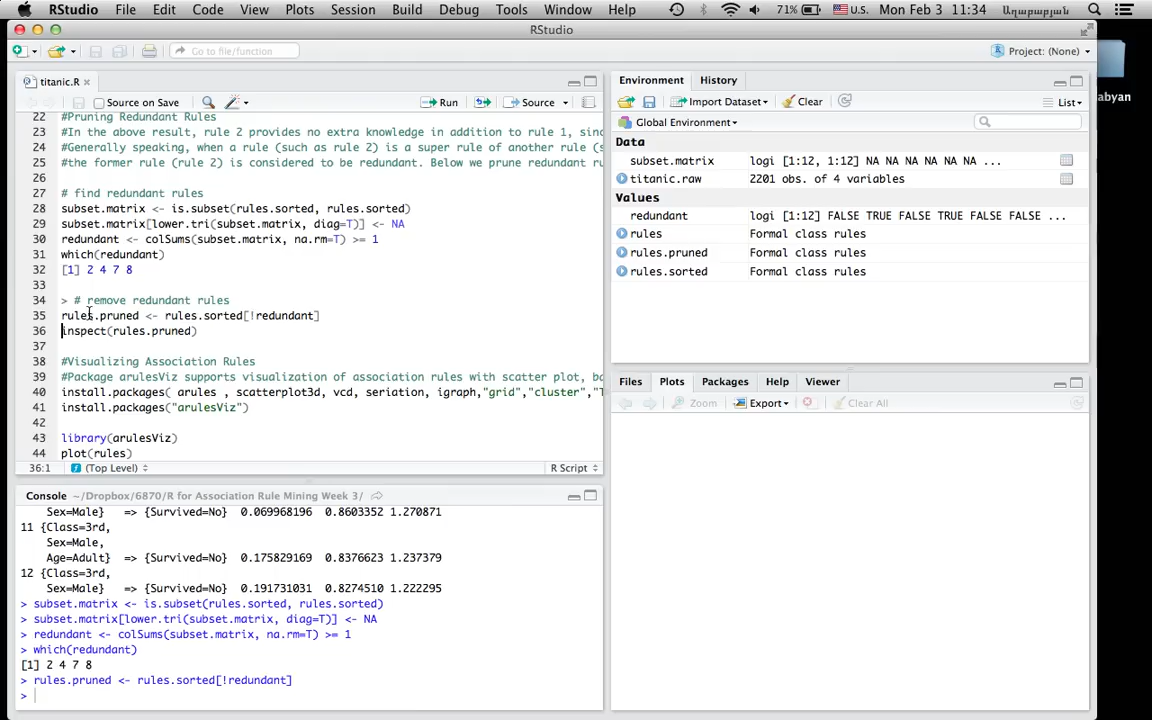 RStudio File Edit Code View Plots Session Build Debug Tools Window Help 71% U.S. Mon Feb 3 11:34 Աղաբաբյան
RStudio
Go to file/function Project: (None)
titanic.R
Source on Save Run Source
22 #Pruning Redundant Rules
23 #In the above result, rule 2 provides no extra knowledge in addition to rule 1, sinc
24 #Generally speaking, when a rule (such as rule 2) is a super rule of another rule (s
25 #the former rule (rule 2) is considered to be redundant. Below we prune redundant ru
26
27 # find redundant rules
28 subset.matrix <- is.subset(rules.sorted, rules.sorted)
29 subset.matrix[lower.tri(subset.matrix, diag=T)] <- NA
30 redundant <- colSums(subset.matrix, na.rm=T) >= 1
31 which(redundant)
32 [1] 2 4 7 8
33
34 > # remove redundant rules
35 rules.pruned <- rules.sorted[!redundant]
36 inspect(rules.pruned)
37
38 #Visualizing Association Rules
39 #Package arulesViz supports visualization of association rules with scatter plot, ba
40 install.packages( arules , scatterplot3d, vcd, seriation, igraph,"grid","cluster","T
41 install.packages("arulesViz")
42
43 library(arulesViz)
44 plot(rules)
36:1 (Top Level) R Script
Console ~/Dropbox/6870/R for Association Rule Mining Week 3/
Sex=Male} => {Survived=No} 0.069968196 0.8603352 1.270871
11 {Class=3rd,
Sex=Male,
Age=Adult} => {Survived=No} 0.175829169 0.8376623 1.237379
12 {Class=3rd,
Sex=Male} => {Survived=No} 0.191731031 0.8274510 1.222295
> subset.matrix <- is.subset(rules.sorted, rules.sorted)
> subset.matrix[lower.tri(subset.matrix, diag=T)] <- NA
> redundant <- colSums(subset.matrix, na.rm=T) >= 1
> which(redundant)
[1] 2 4 7 8
> rules.pruned <- rules.sorted[!redundant]
>
Environment History
Import Dataset Clear List
Global Environment
Data
subset.matrix logi [1:12, 1:12] NA NA NA NA NA NA ...
titanic.raw 2201 obs. of 4 variables
Values
redundant logi [1:12] FALSE TRUE FALSE TRUE FALSE FALSE ...
rules Formal class rules
rules.pruned Formal class rules
rules.sorted Formal class rules
Files Plots Packages Help Viewer
Zoom Export Clear All
abyan